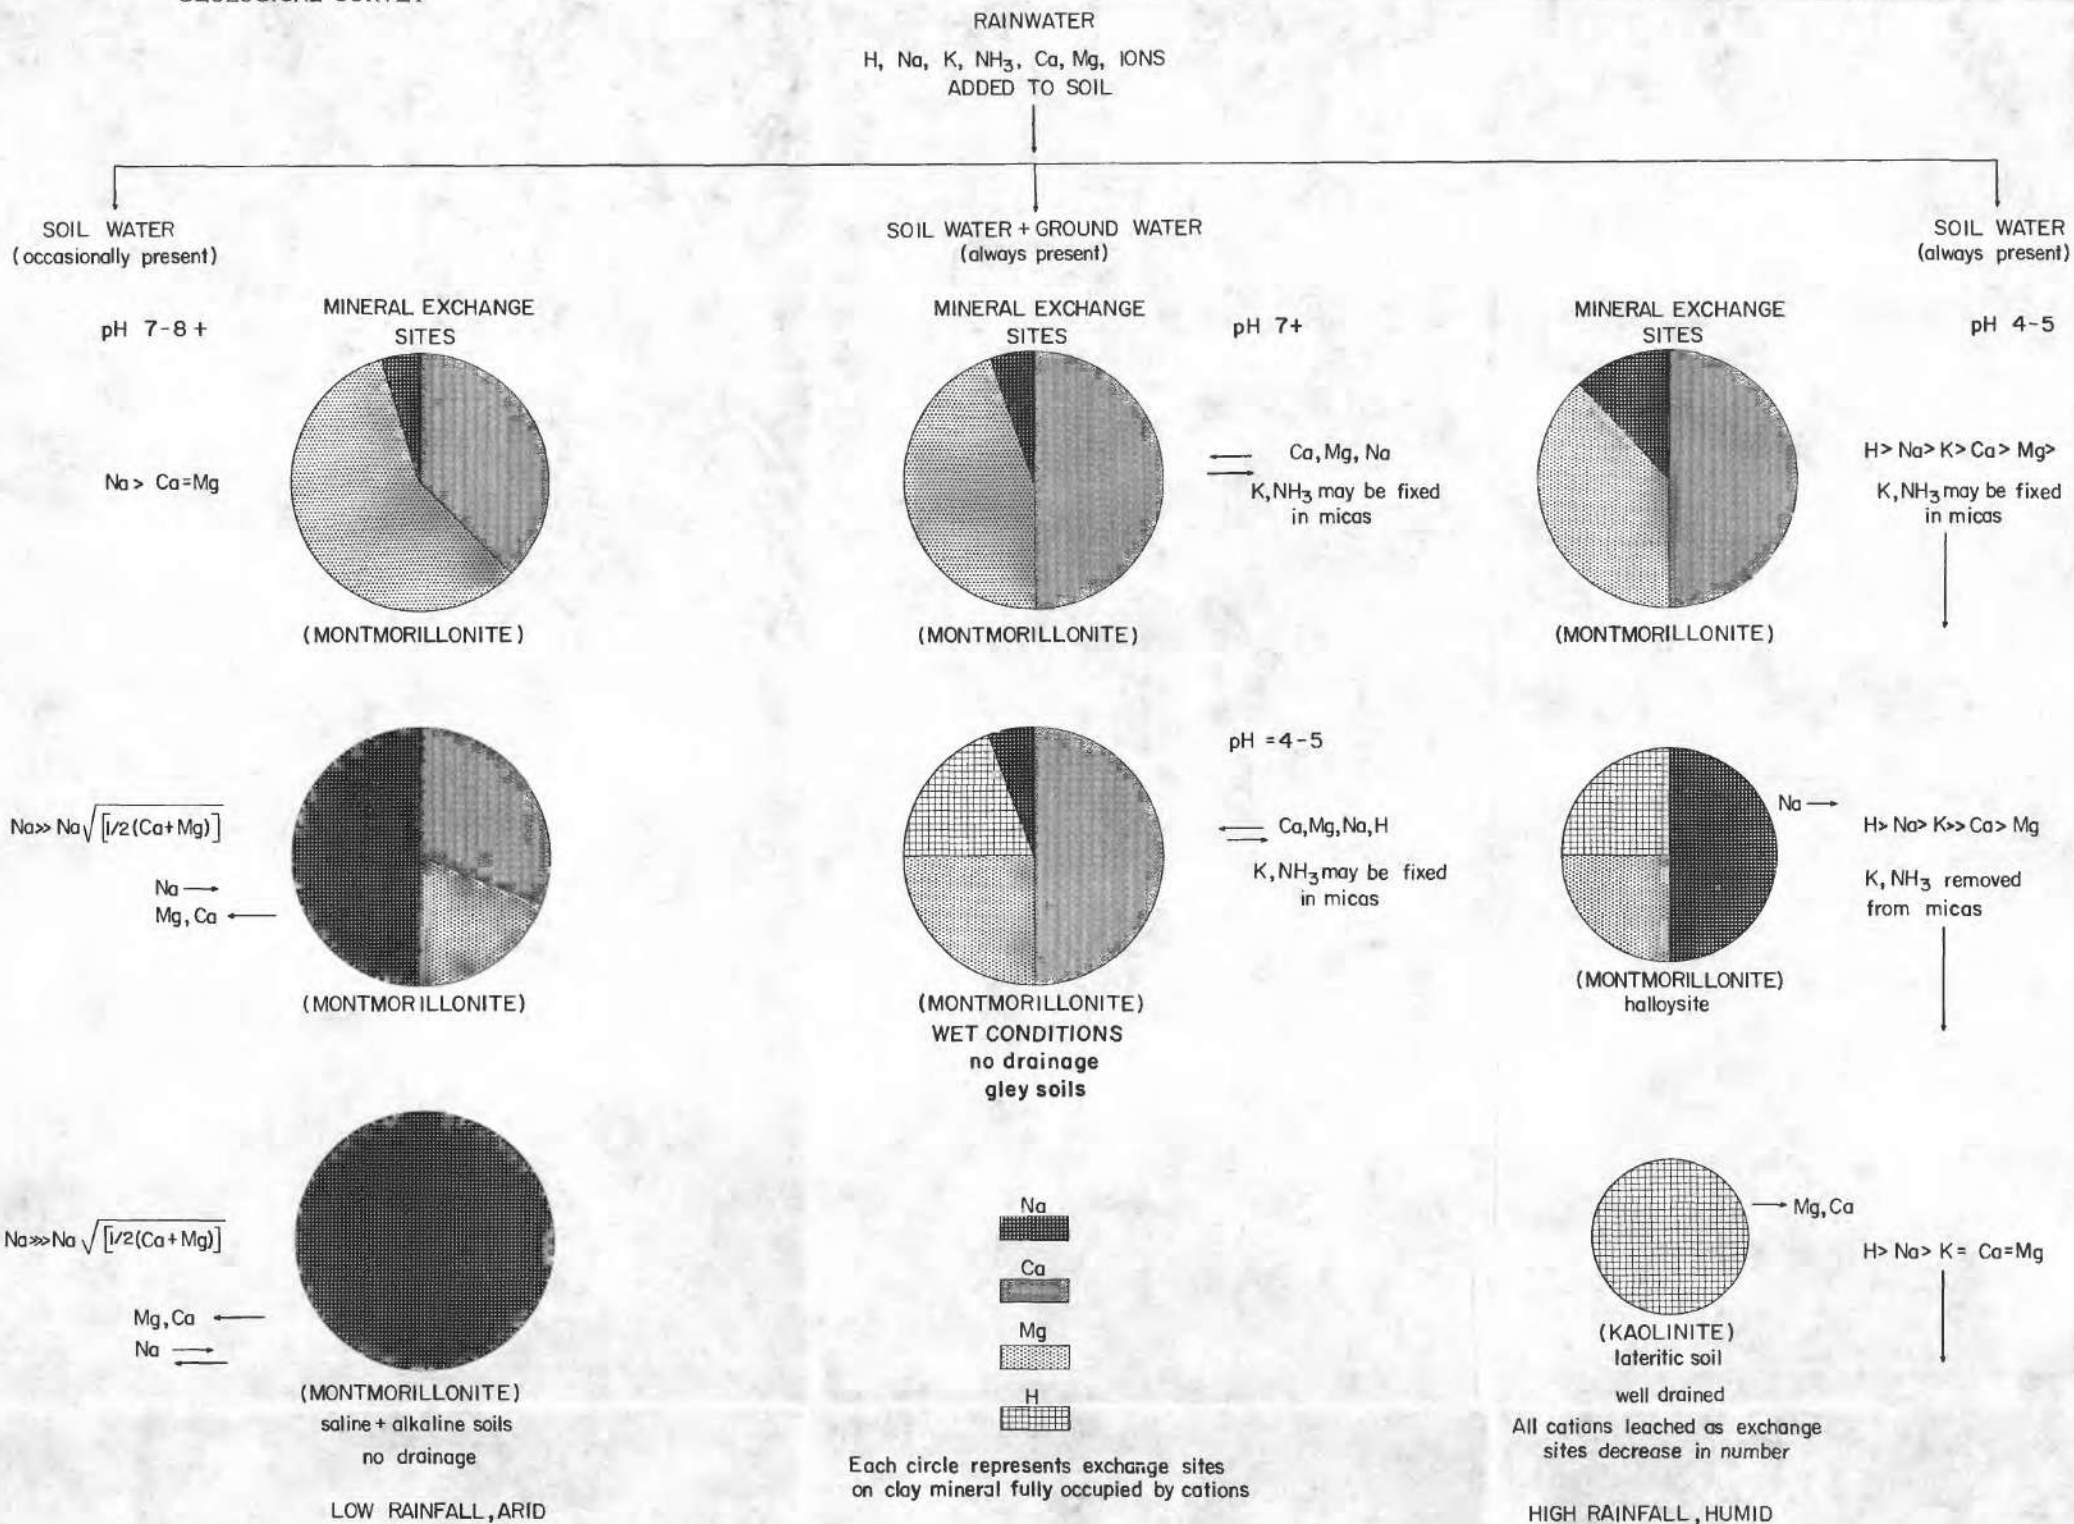 RAINWATER
H, Na, K, NH3, Ca, Mg, IONS
ADDED TO SOIL
SOIL WATER
(occasionally present)
pH 7-8 +
MINERAL EXCHANGE
SITES
Na > Ca=Mg
(MONTMORILLONITE)
Na>> Na√[1/2(Ca+Mg)]
Na →
Mg, Ca ←
(MONTMORILLONITE)
Na>>>Na√[1/2(Ca+Mg)]
Mg, Ca ←
Na →
←
(MONTMORILLONITE)
saline + alkaline soils
no drainage
LOW RAINFALL, ARID
SOIL WATER + GROUND WATER
(always present)
MINERAL EXCHANGE
SITES
pH 7+
← Ca, Mg, Na
→
K, NH3 may be fixed
in micas
(MONTMORILLONITE)
pH =4-5
← Ca,Mg,Na,H
→
K, NH3 may be fixed
in micas
(MONTMORILLONITE)
WET CONDITIONS
no drainage
gley soils
Na
Ca
Mg
H
Each circle represents exchange sites
on clay mineral fully occupied by cations
SOIL WATER
(always present)
MINERAL EXCHANGE
SITES
pH 4-5
H> Na> K> Ca> Mg>
K, NH3 may be fixed
in micas
(MONTMORILLONITE)
Na →
H> Na> K>> Ca> Mg
K, NH3 removed
from micas
(MONTMORILLONITE)
halloysite
→ Mg, Ca
H> Na> K= Ca=Mg
(KAOLINITE)
lateritic soil
well drained
All cations leached as exchange
sites decrease in number
HIGH RAINFALL, HUMID